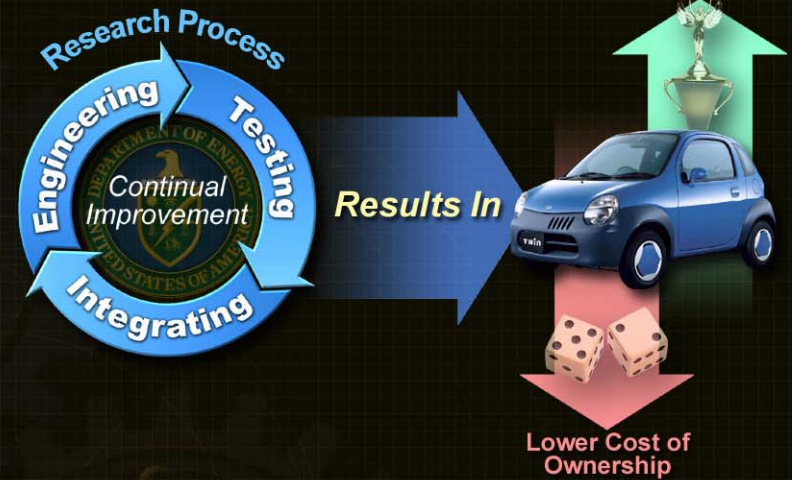 Research Process
Engineering
Testing
Integrating
DEPARTMENT OF ENERGY
UNITED STATES OF AMERICA
Continual
Improvement
Results In
Twin
Lower Cost of
Ownership